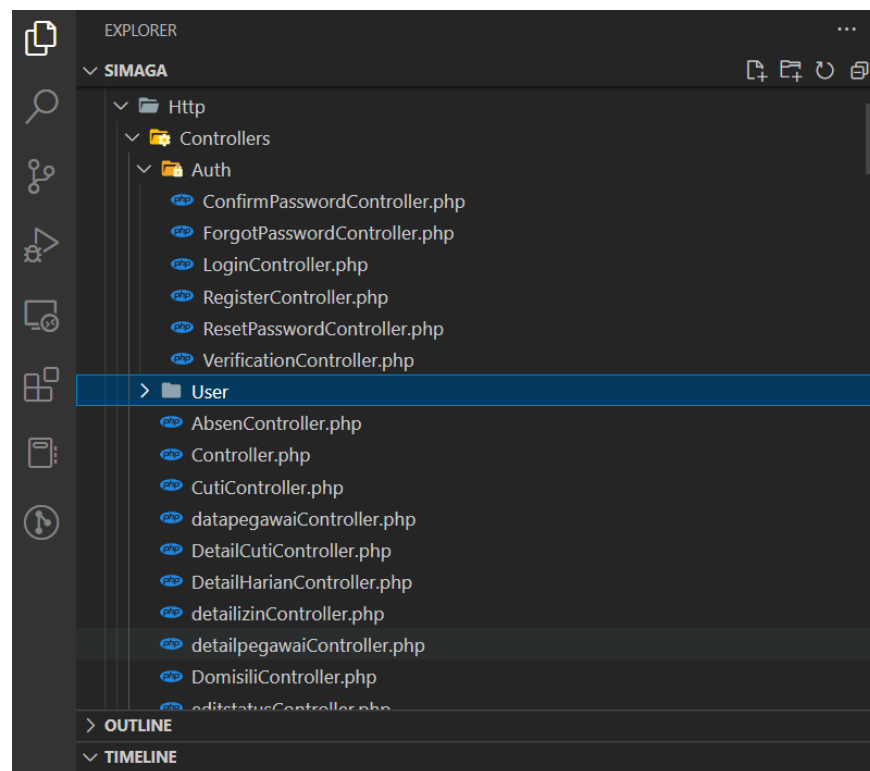 EXPLORER
SIMAGA
Http
Controllers
Auth
ConfirmPasswordController.php
ForgotPasswordController.php
LoginController.php
RegisterController.php
ResetPasswordController.php
VerificationController.php
User
AbsenController.php
Controller.php
CutiController.php
datapegawaiController.php
DetailCutiController.php
DetailHarianController.php
detailizinController.php
detailpegawaiController.php
DomisiliController.php
editstatusController.php
OUTLINE
TIMELINE